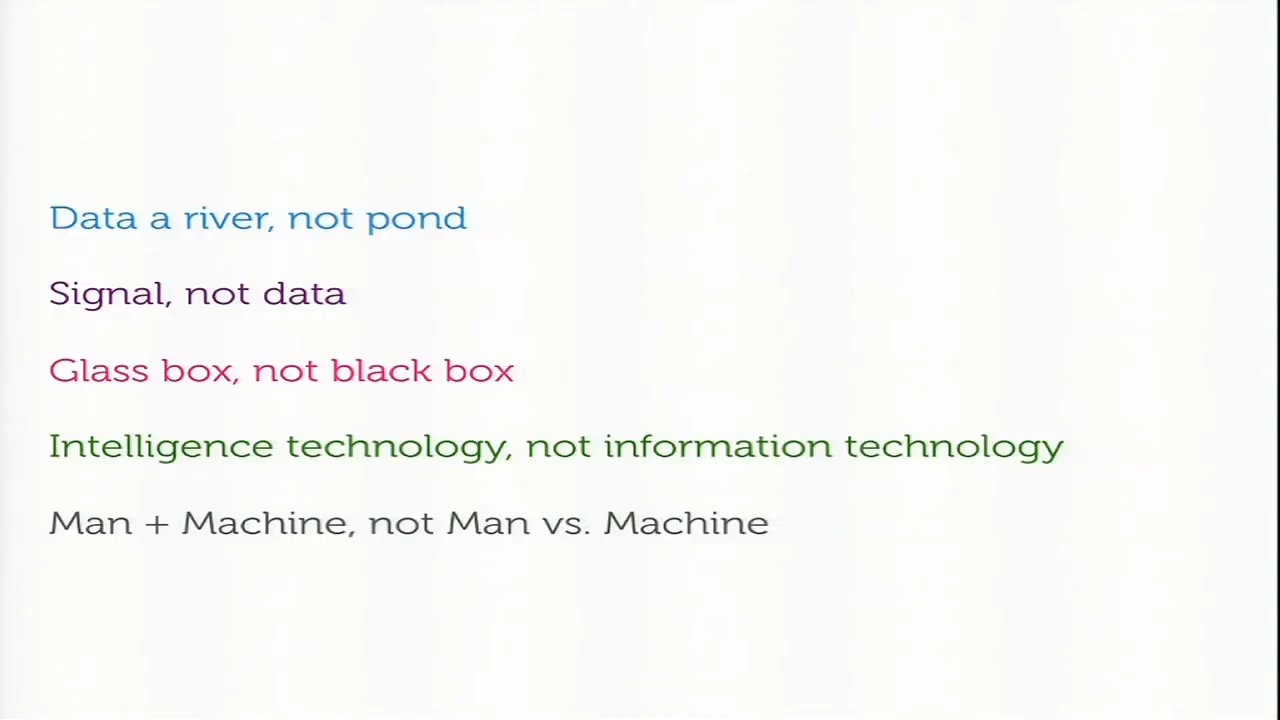 Data a river, not pond
Signal, not data
Glass box, not black box
Intelligence technology, not information technology
Man + Machine, not Man vs. Machine